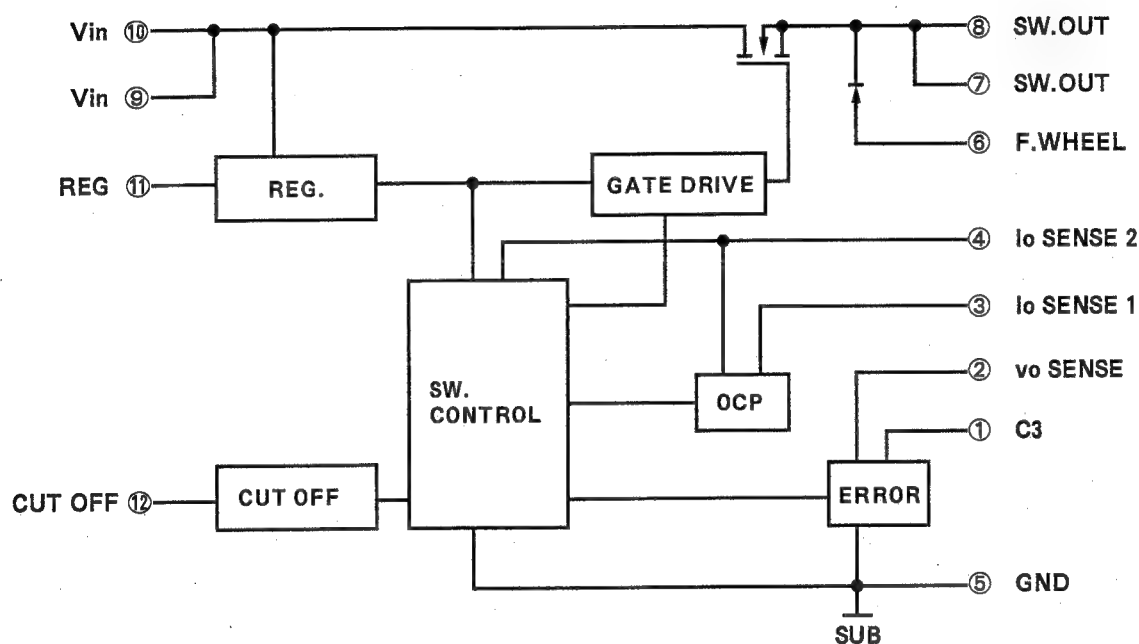 Vin ⑩
⑧ SW.OUT
Vin ⑨
⑦ SW.OUT
⑥ F.WHEEL
REG ⑪
REG.
GATE DRIVE
④ Io SENSE 2
③ Io SENSE 1
② vo SENSE
SW.
CONTROL
OCP
① C3
CUT OFF ⑫
CUT OFF
ERROR
⑤ GND
SUB